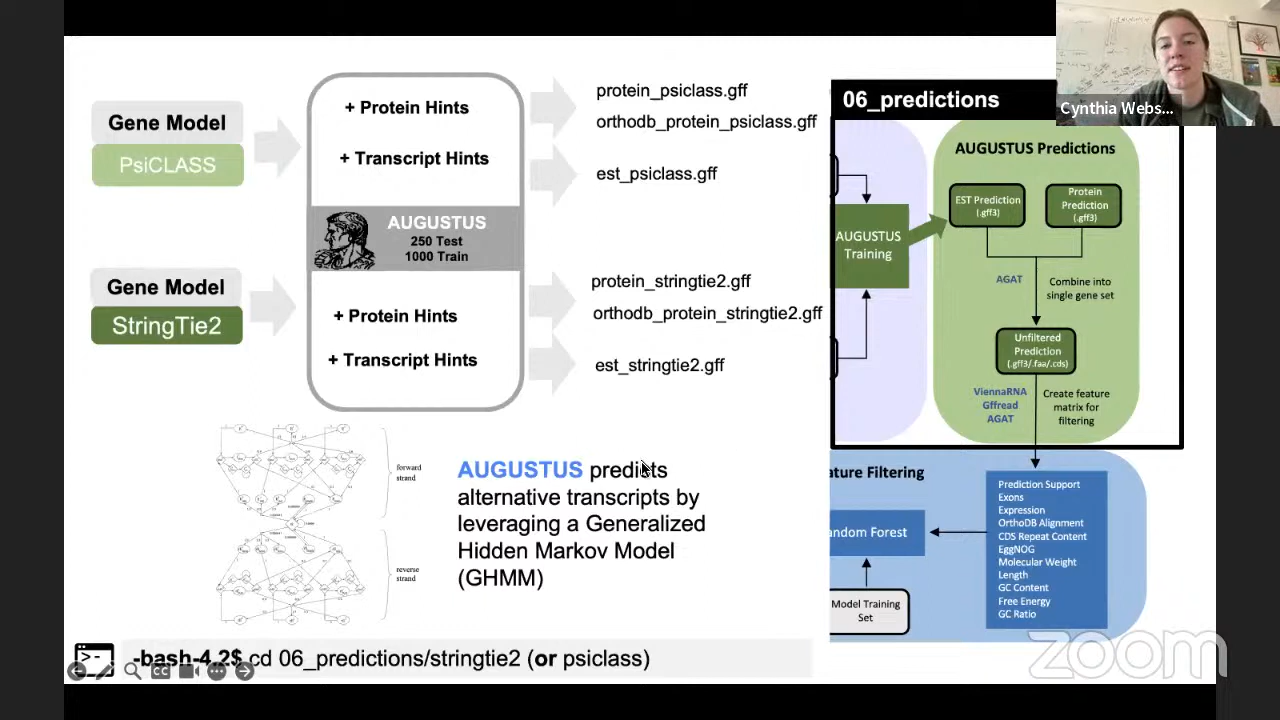 Gene Model
PsiCLASS
+ Protein Hints
+ Transcript Hints
protein_psiclass.gff
orthodb_protein_psiclass.gff
est_psiclass.gff
AUGUSTUS
250 Test
1000 Train
Gene Model
StringTie2
+ Protein Hints
+ Transcript Hints
protein_stringtie2.gff
orthodb_protein_stringtie2.gff
est_stringtie2.gff
forward
strand
reverse
strand
AUGUSTUS predicts
alternative transcripts by
leveraging a Generalized
Hidden Markov Model
(GHMM)
-bash-4.2$ cd 06_predictions/stringtie2 (or psiclass)
CC
Cynthia Webs...
06_predictions
AUGUSTUS Predictions
EST Prediction
(.gff3)
Protein
Prediction
(.gff3)
AUGUSTUS
Training
AGAT
Combine into
single gene set
Unfiltered
Prediction
(.gff3/.faa/.cds)
ViennaRNA
Gffread
AGAT
Create feature
matrix for
filtering
ature Filtering
andom Forest
Model Training
Set
Prediction Support
Exons
Expression
OrthoDB Alignment
CDS Repeat Content
EggNOG
Molecular Weight
Length
GC Content
Free Energy
GC Ratio
zoom